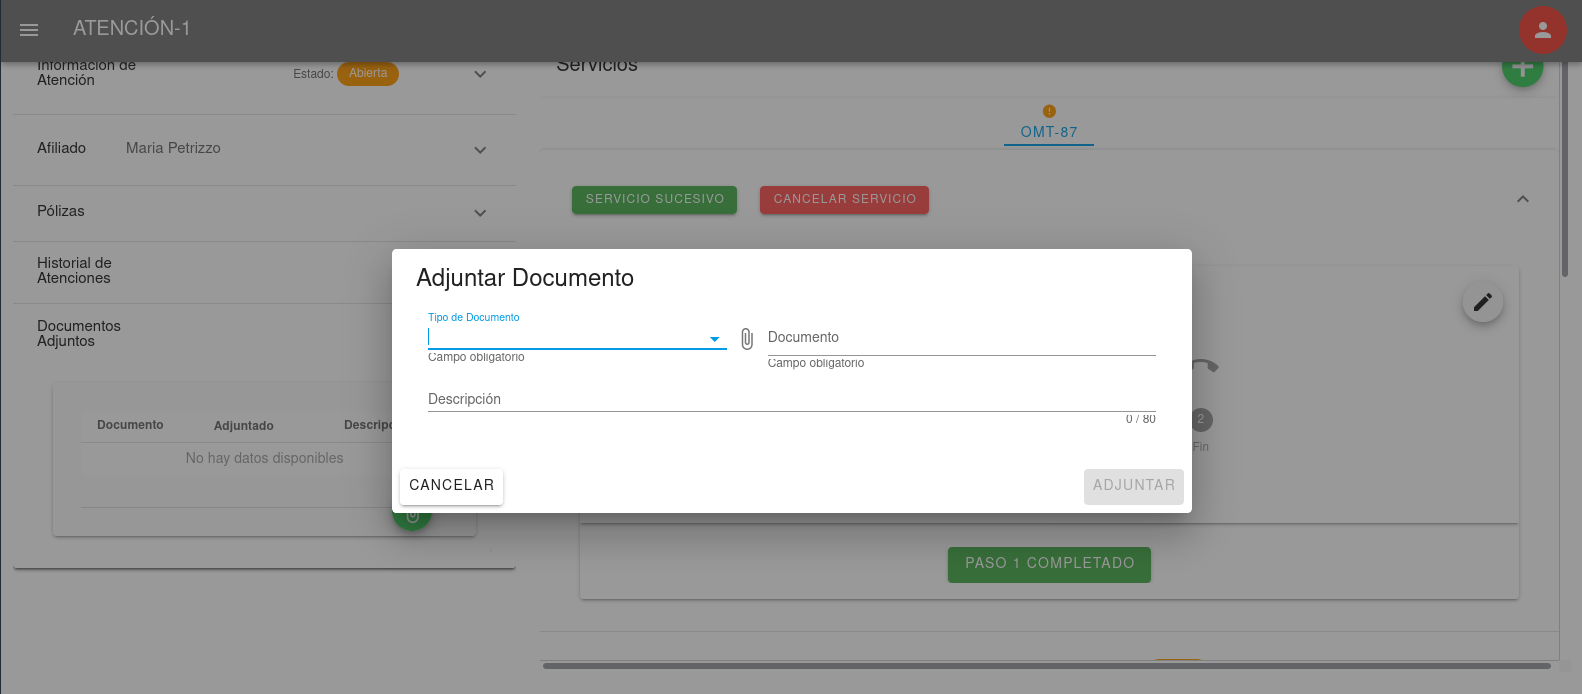 ATENCIÓN-1
Información de
Atención
Estado: Abierta
Afiliado Maria Petrizzo
Pólizas
Historial de
Atenciones
Documentos
Adjuntos
Documento Adjuntado
No hay datos disponibles
Servicios
OMT-87
SERVICIO SUCESIVO CANCELAR SERVICIO
Adjuntar Documento
Tipo de Documento
Campo obligatorio
Documento
Campo obligatorio
Descripción
0 / 80
CANCELAR ADJUNTAR
2
Fin
PASO 1 COMPLETADO